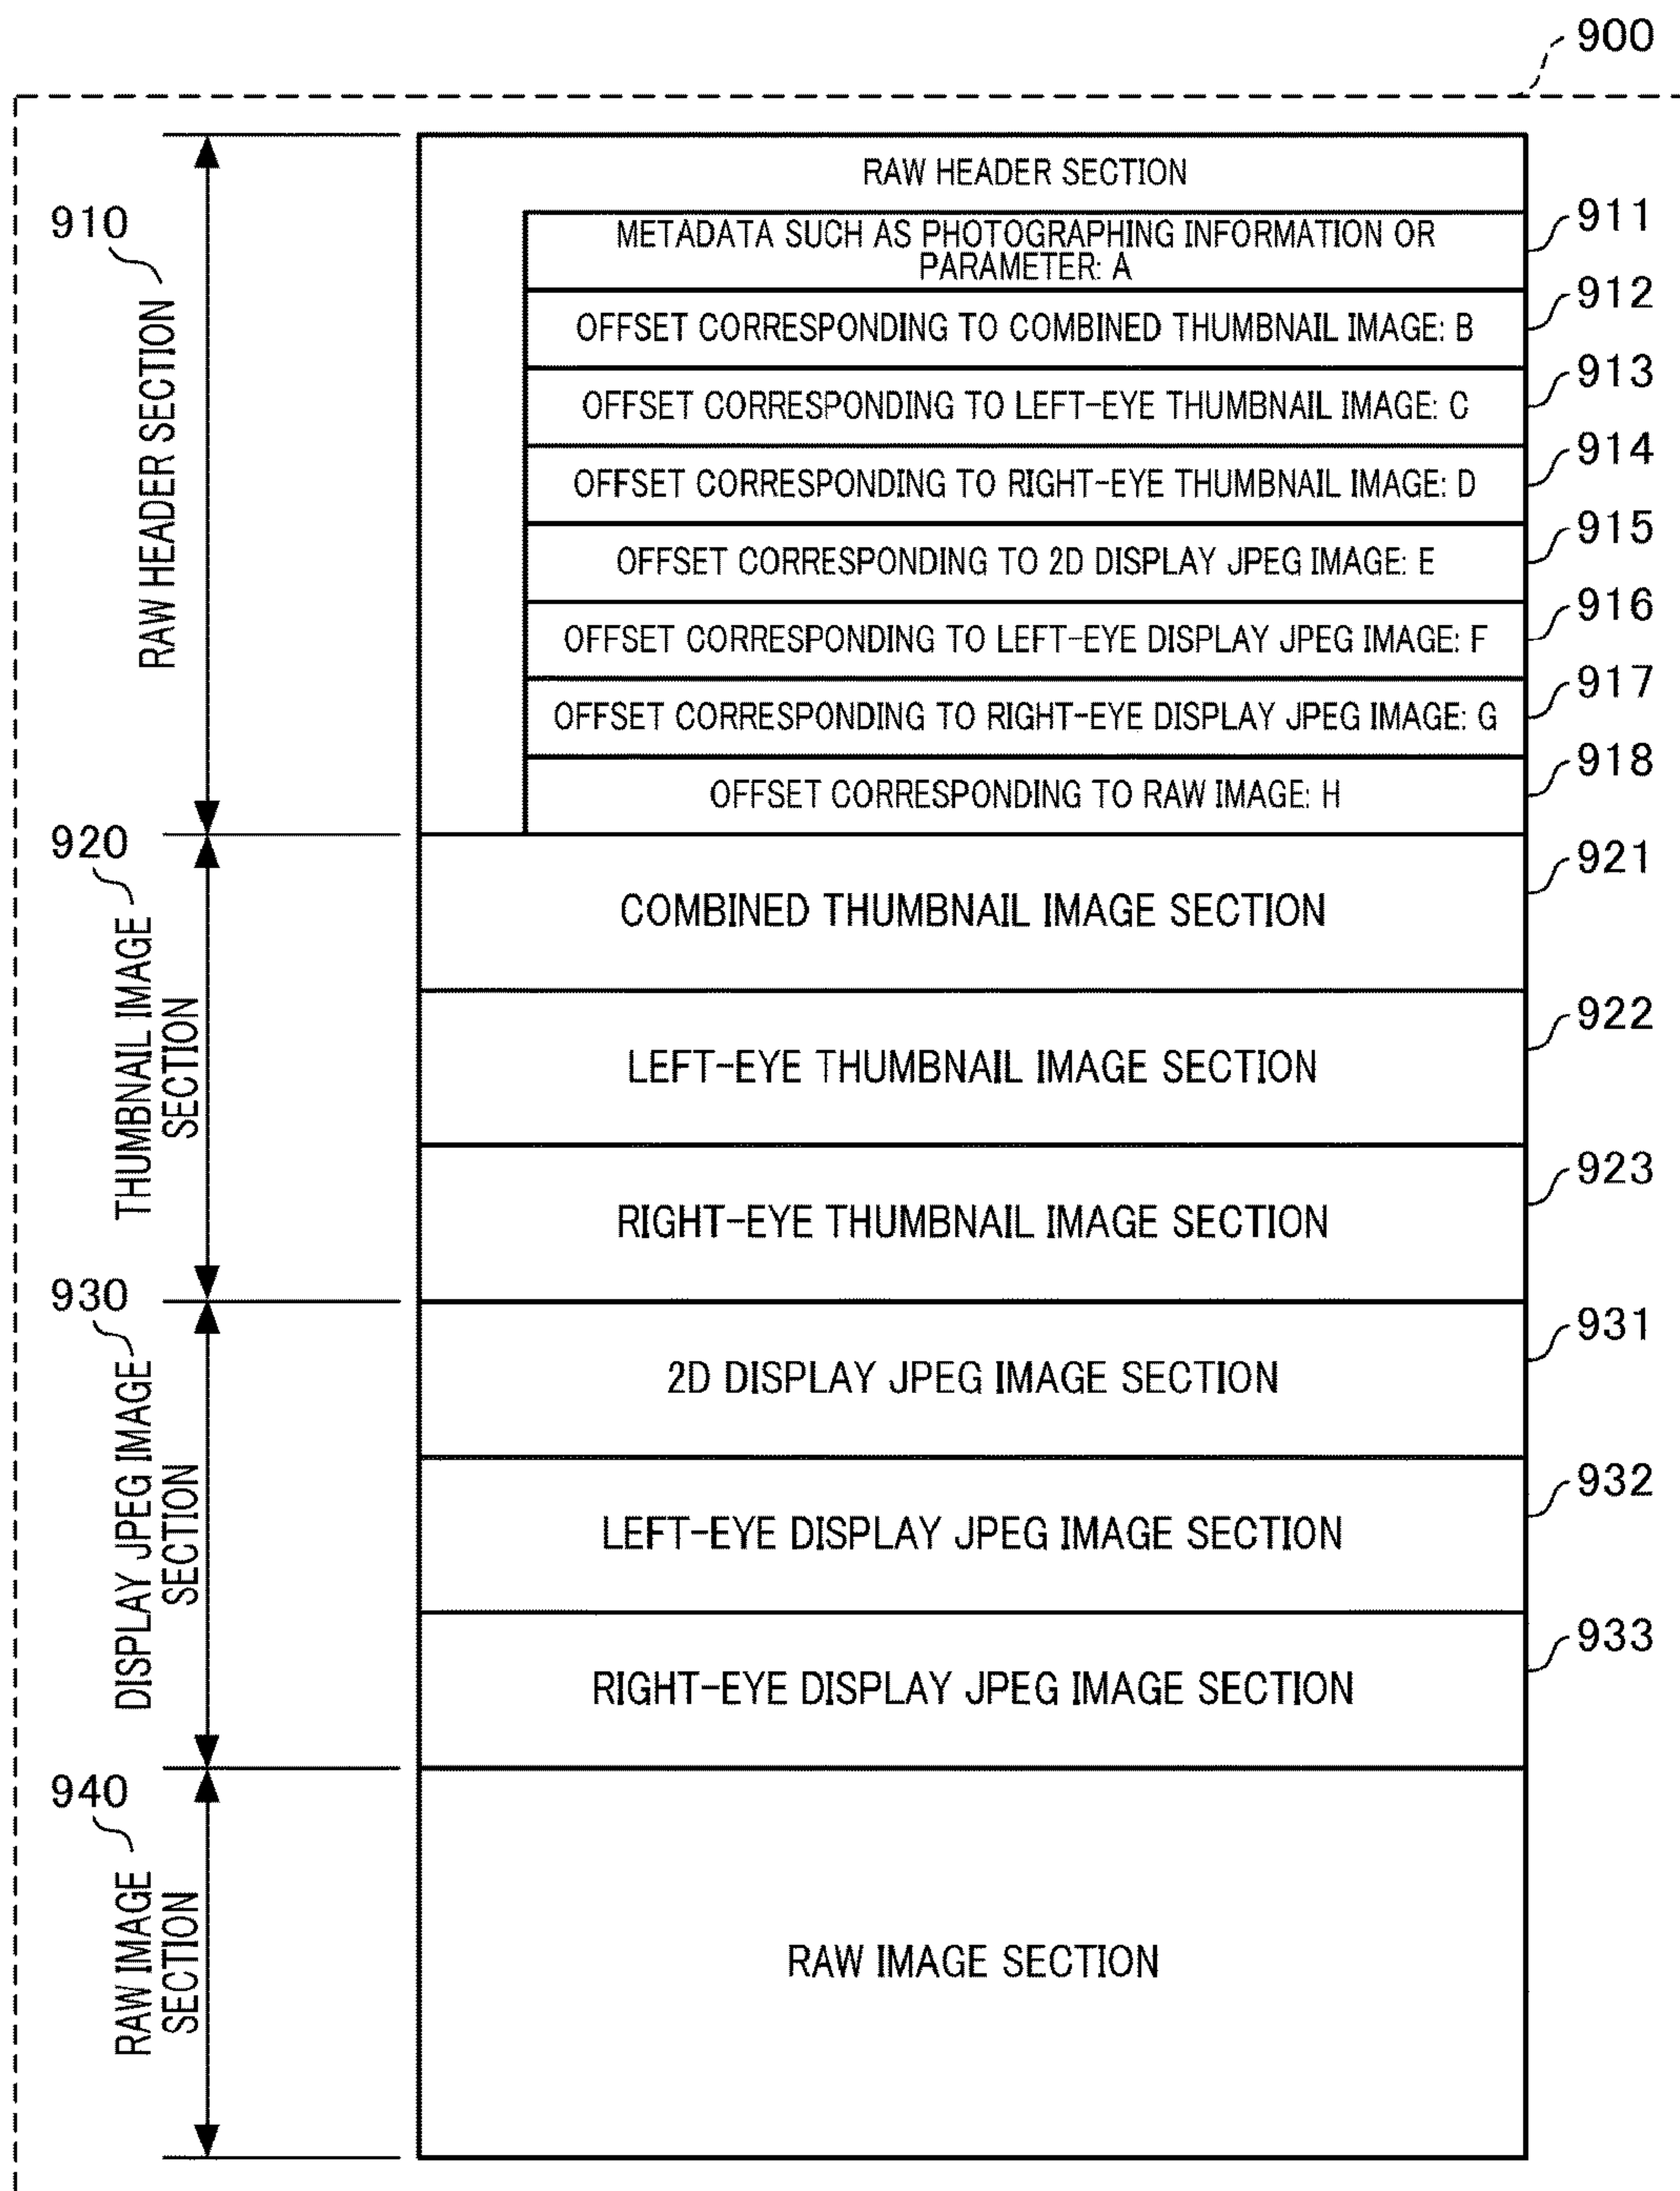 900
910
RAW HEADER SECTION
RAW HEADER SECTION
METADATA SUCH AS PHOTOGRAPHING INFORMATION OR
PARAMETER: A
911
OFFSET CORRESPONDING TO COMBINED THUMBNAIL IMAGE: B
912
OFFSET CORRESPONDING TO LEFT-EYE THUMBNAIL IMAGE: C
913
OFFSET CORRESPONDING TO RIGHT-EYE THUMBNAIL IMAGE: D
914
OFFSET CORRESPONDING TO 2D DISPLAY JPEG IMAGE: E
915
OFFSET CORRESPONDING TO LEFT-EYE DISPLAY JPEG IMAGE: F
916
OFFSET CORRESPONDING TO RIGHT-EYE DISPLAY JPEG IMAGE: G
917
OFFSET CORRESPONDING TO RAW IMAGE: H
918
920
THUMBNAIL IMAGE
SECTION
COMBINED THUMBNAIL IMAGE SECTION
921
LEFT-EYE THUMBNAIL IMAGE SECTION
922
RIGHT-EYE THUMBNAIL IMAGE SECTION
923
930
DISPLAY JPEG IMAGE
SECTION
2D DISPLAY JPEG IMAGE SECTION
931
LEFT-EYE DISPLAY JPEG IMAGE SECTION
932
RIGHT-EYE DISPLAY JPEG IMAGE SECTION
933
940
RAW IMAGE
SECTION
RAW IMAGE SECTION